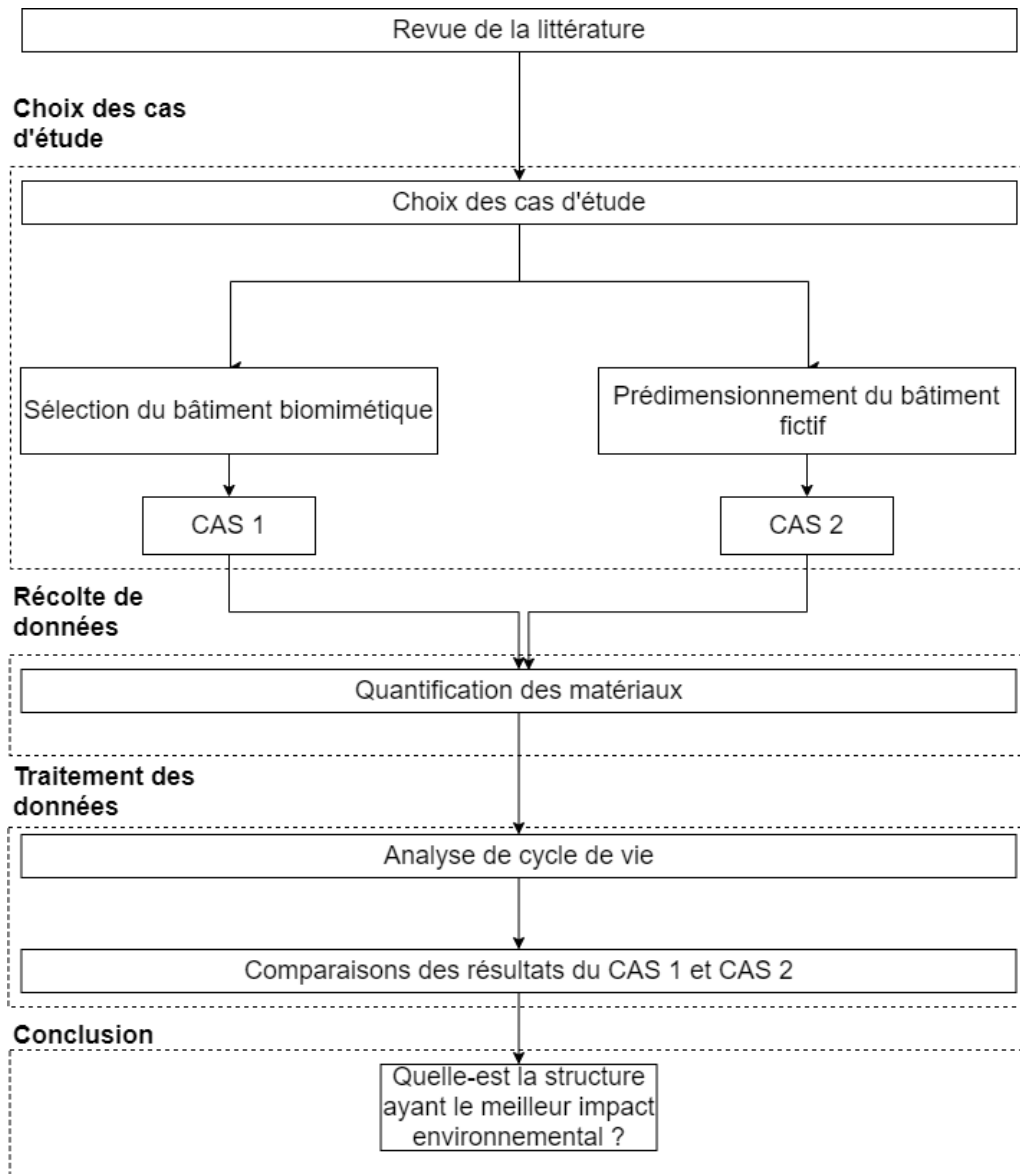 Revue de la littérature
Choix des cas
d'étude
Choix des cas d'étude
Sélection du bâtiment biomimétique
Prédimensionnement du bâtiment
fictif
CAS 1
CAS 2
Récolte de
données
Quantification des matériaux
Traitement des
données
Analyse de cycle de vie
Comparaisons des résultats du CAS 1 et CAS 2
Conclusion
Quelle-est la structure
ayant le meilleur impact
environnemental ?